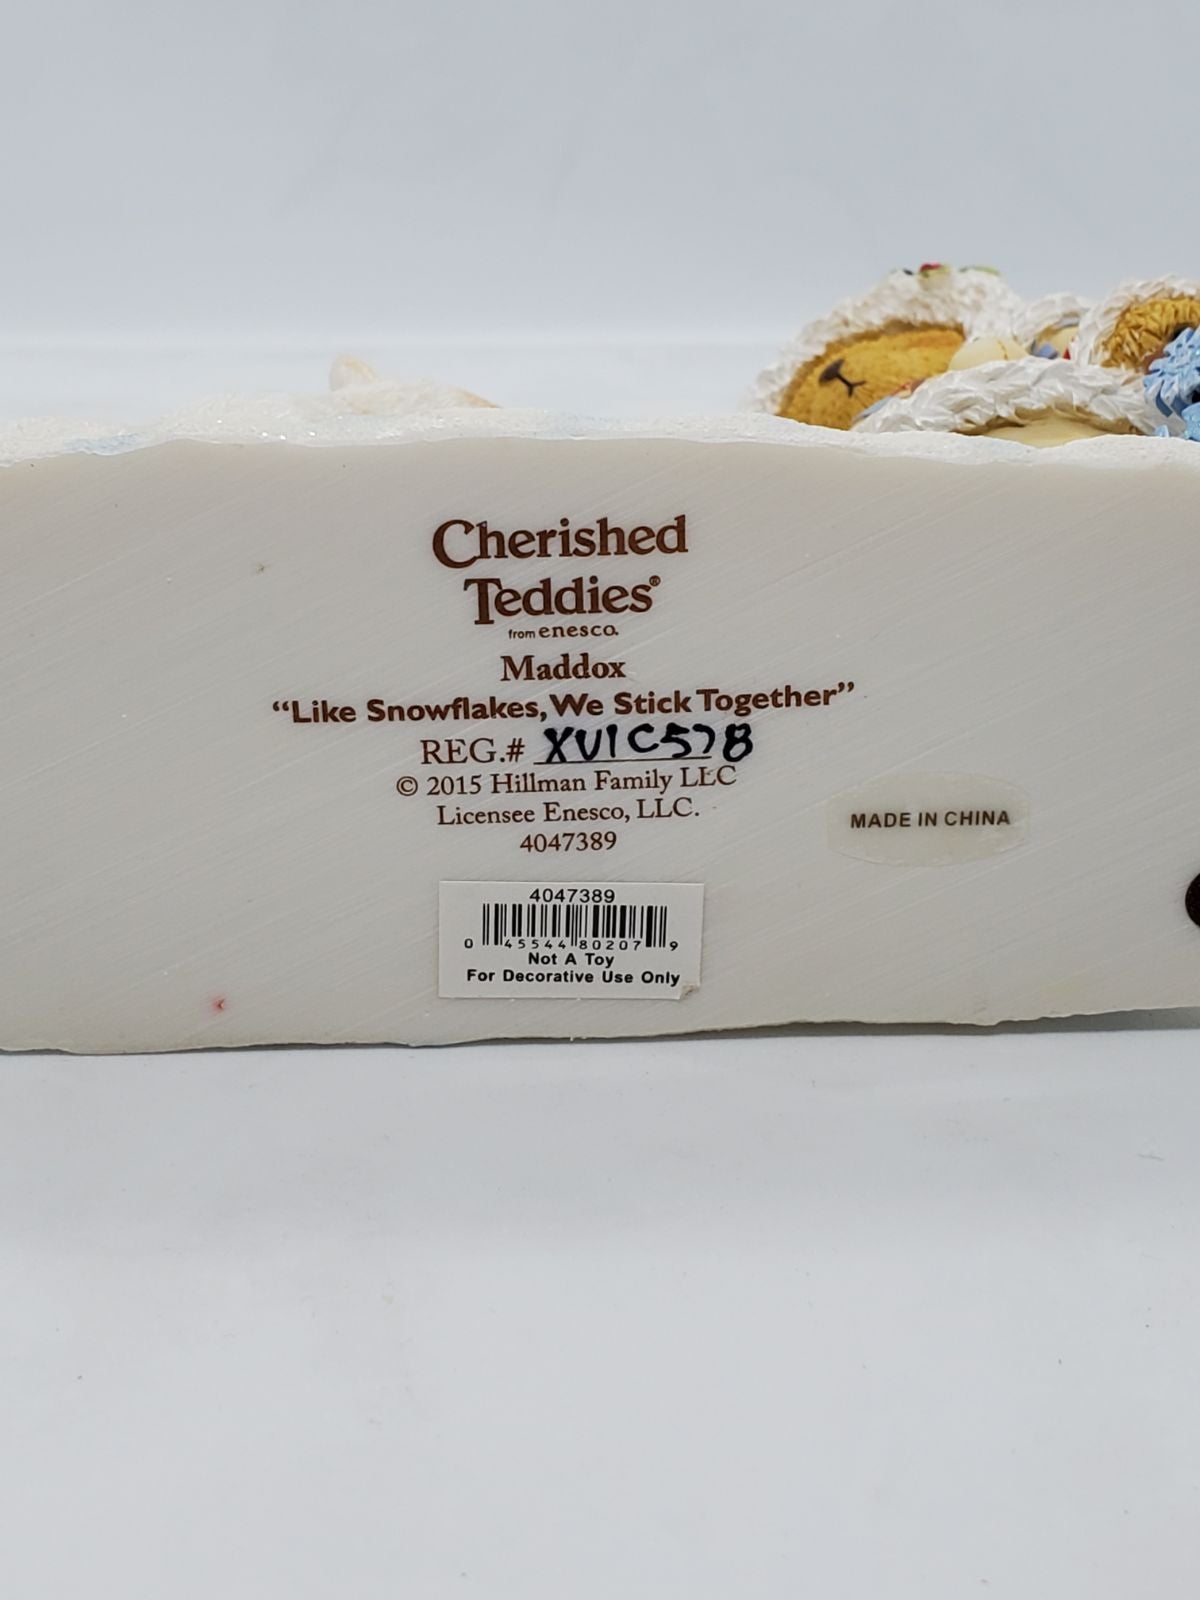 Cherished
Teddies®
from enesco.
Maddox
“Like Snowflakes, We Stick Together”
REG.# XV1C578
© 2015 Hillman Family LLC
Licensee Enesco, LLC.
4047389
MADE IN CHINA
4047389
0 45544 80207 9
Not A Toy
For Decorative Use Only